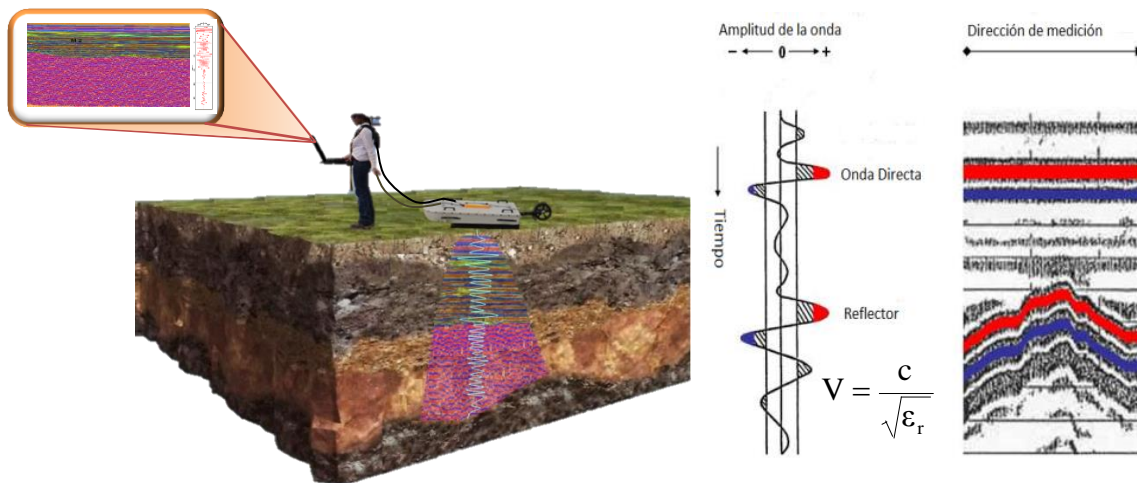 Amplitud de la onda
- 0 +
Dirección de medición
Onda Directa
Tiempo
Reflector
V = c / √εr